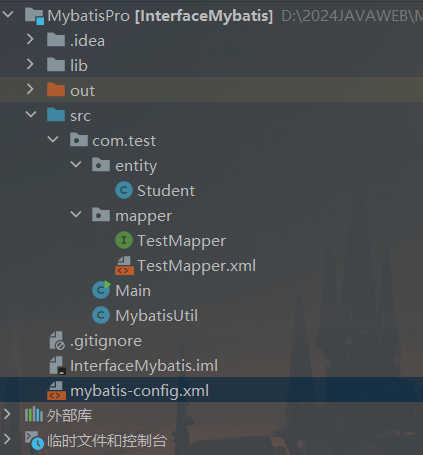 MybatisPro [InterfaceMybatis] D:\2024JAVAWEB\M
.idea
lib
out
src
com.test
entity
Student
mapper
TestMapper
TestMapper.xml
Main
MybatisUtil
.gitignore
InterfaceMybatis.iml
mybatis-config.xml
外部库
临时文件和控制台